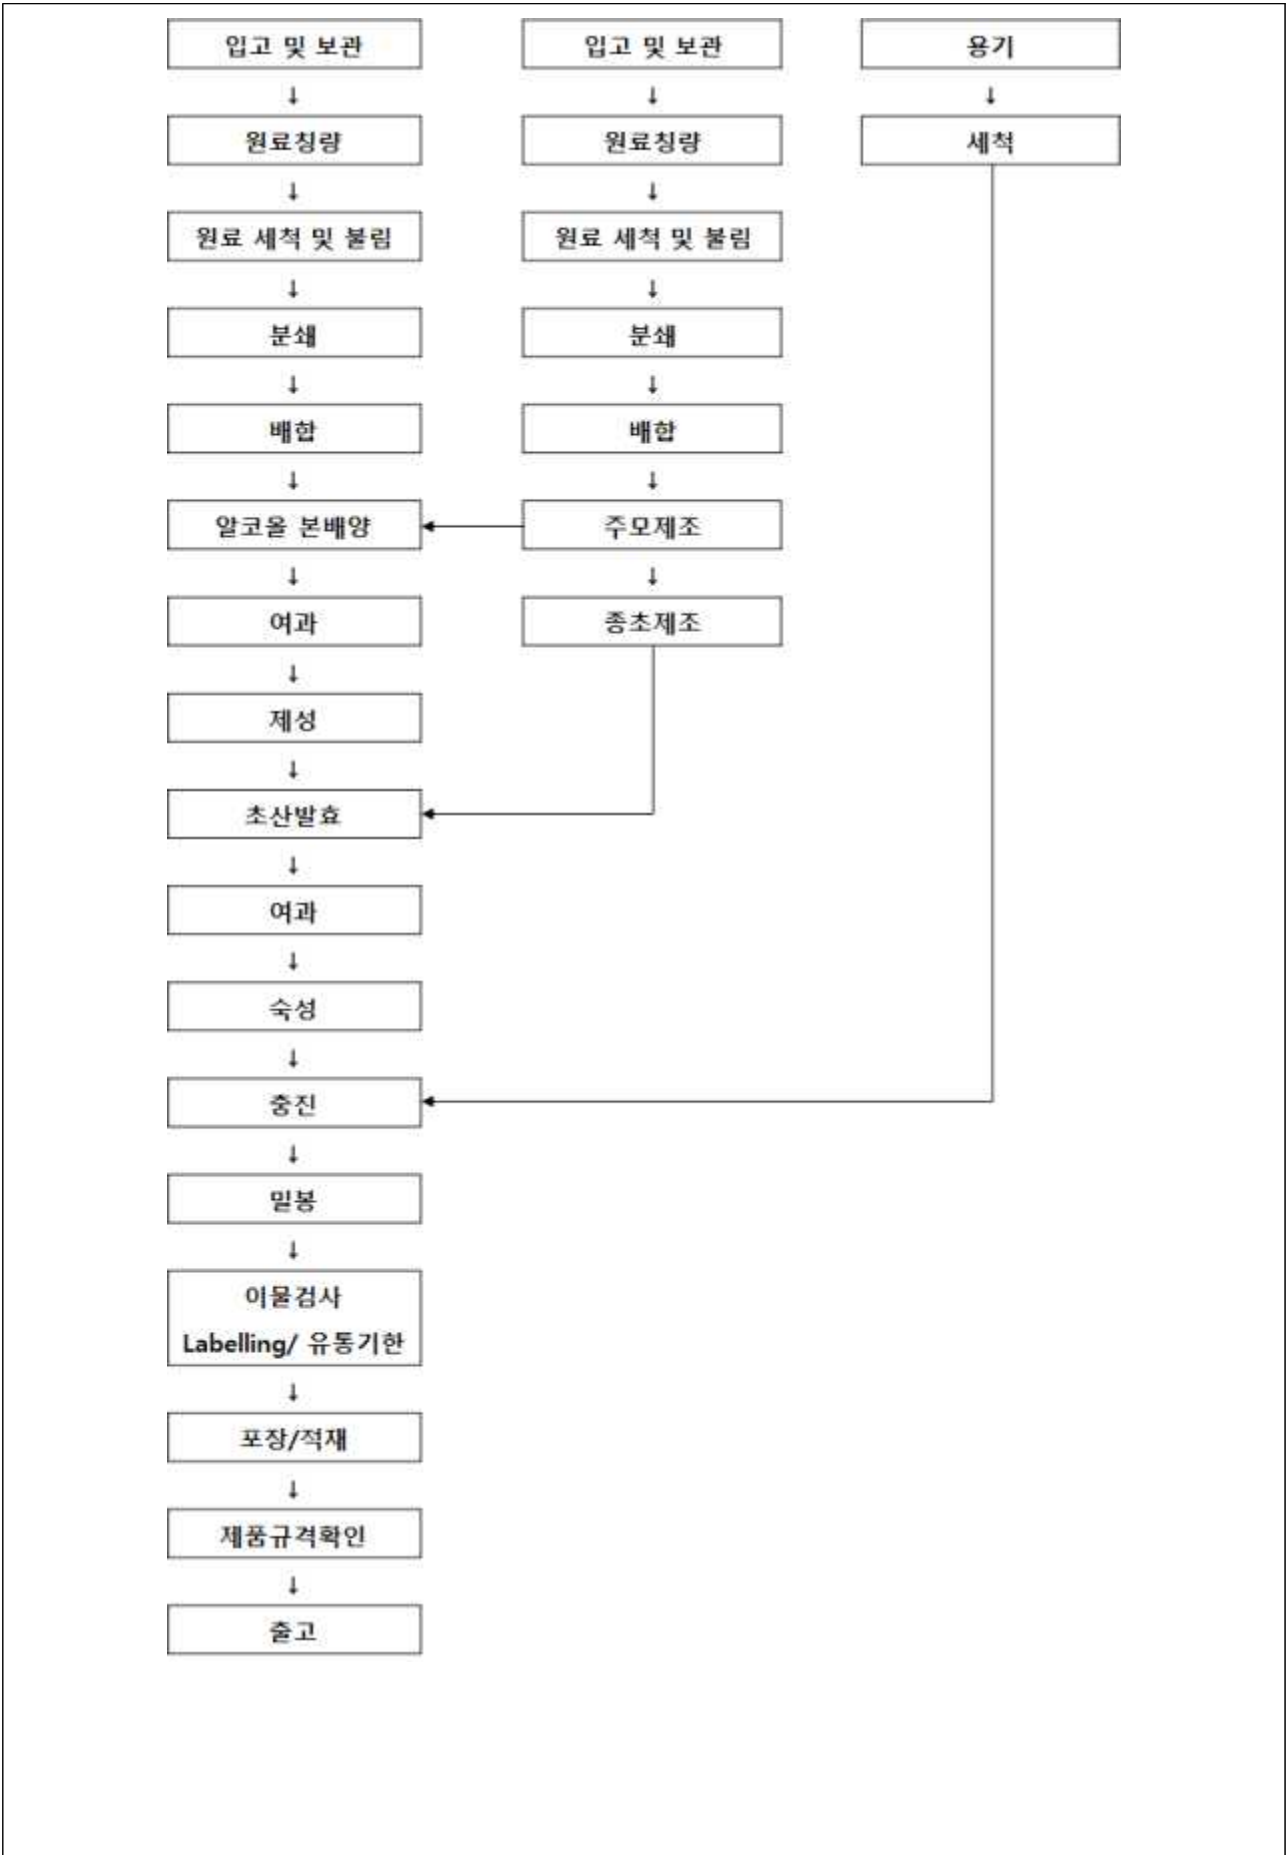 입고 및 보관
입고 및 보관
용기
↓
↓
↓
원료칭량
원료칭량
세척
↓
↓
원료 세척 및 불림
원료 세척 및 불림
↓
↓
분쇄
분쇄
↓
↓
배합
배합
↓
↓
알코올 본배양
주모제조
↓
↓
여과
종초제조
↓
제성
↓
초산발효
↓
여과
↓
숙성
↓
충진
↓
밀봉
↓
이물검사
Labelling/ 유통기한
↓
포장/적재
↓
제품규격확인
↓
출고